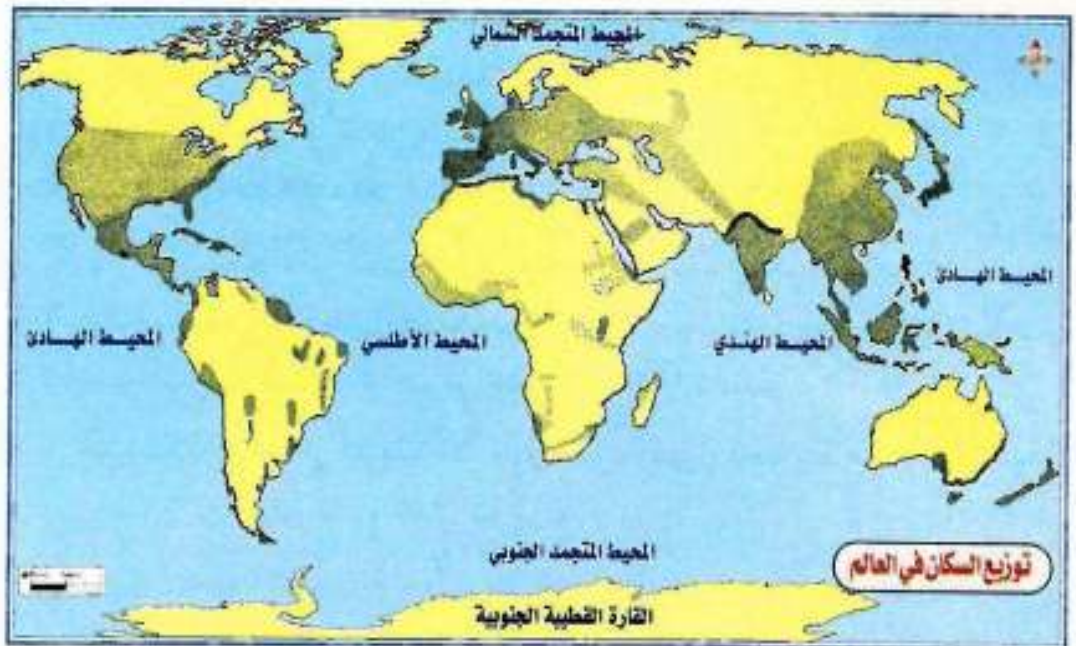 المحيط المتجمد الشمالي
المحيط الهادئ
المحيط الهادئ
المحيط الأطلسي
المحيط الهندي
المحيط المتجمد الجنوبي
توزيع السكان في العالم
القارة القطبية الجنوبية